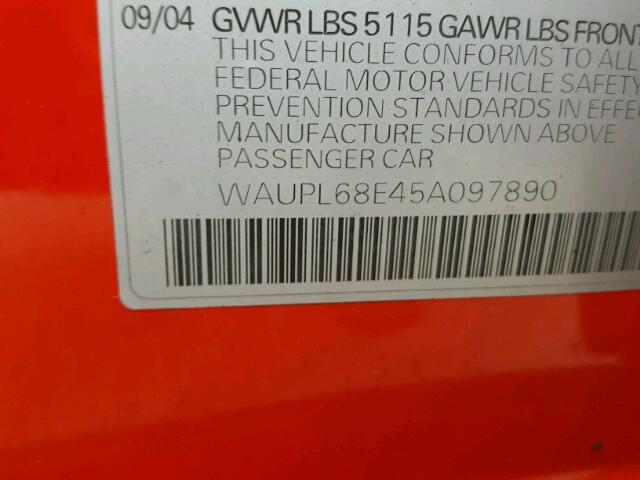 09/04 GVWR LBS 5115 GAWR LBS FRONT
THIS VEHICLE CONFORMS TO ALL
FEDERAL MOTOR VEHICLE SAFETY
PREVENTION STANDARDS IN EFFE
MANUFACTURE SHOWN ABOVE
PASSENGER CAR
WAUPL68E45A097890